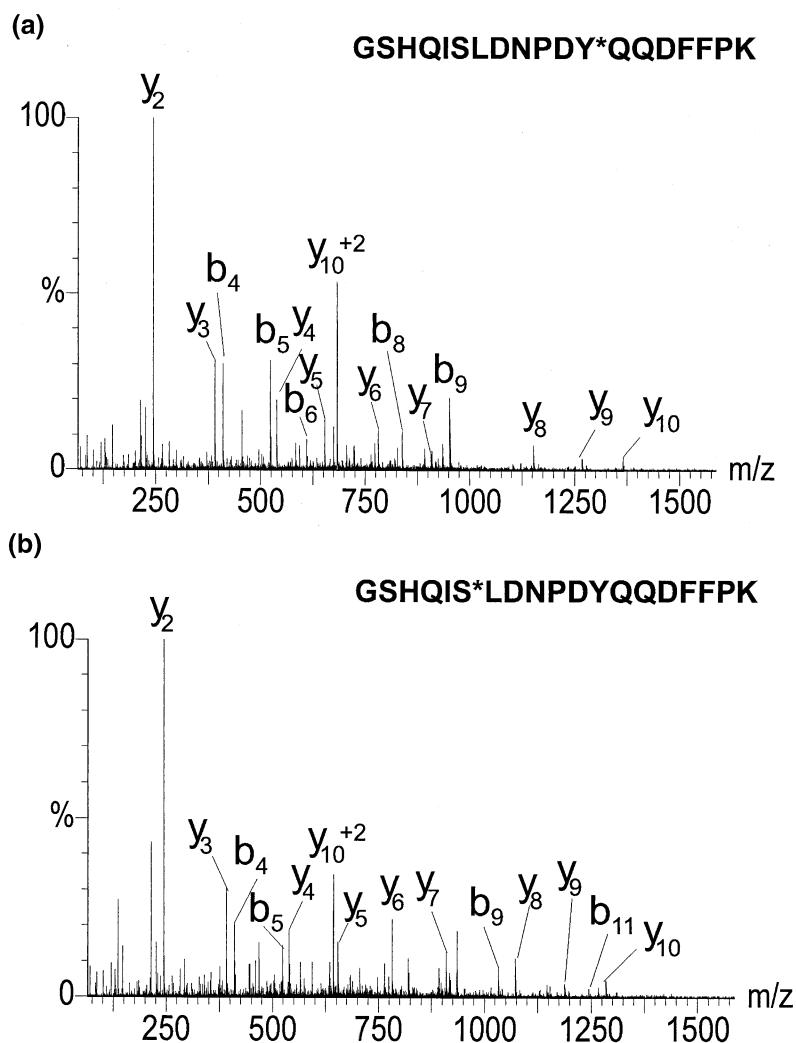 (a)
GSHQISLDNPDY*QQDFFPK
y2
100
y10+2
b4
%
y3
b5 y4
b8
y5
b6
y6
b9
y7
y8
y9
y10
0
m/z
250 500 750 1000 1250 1500
(b)
GSHQIS*LDNPDYQQDFFPK
y2
100
%
y3
b4
y10+2
y4
b5
y5
y6
y7
b9
y8
y9
b11
y10
0
m/z
250 500 750 1000 1250 1500